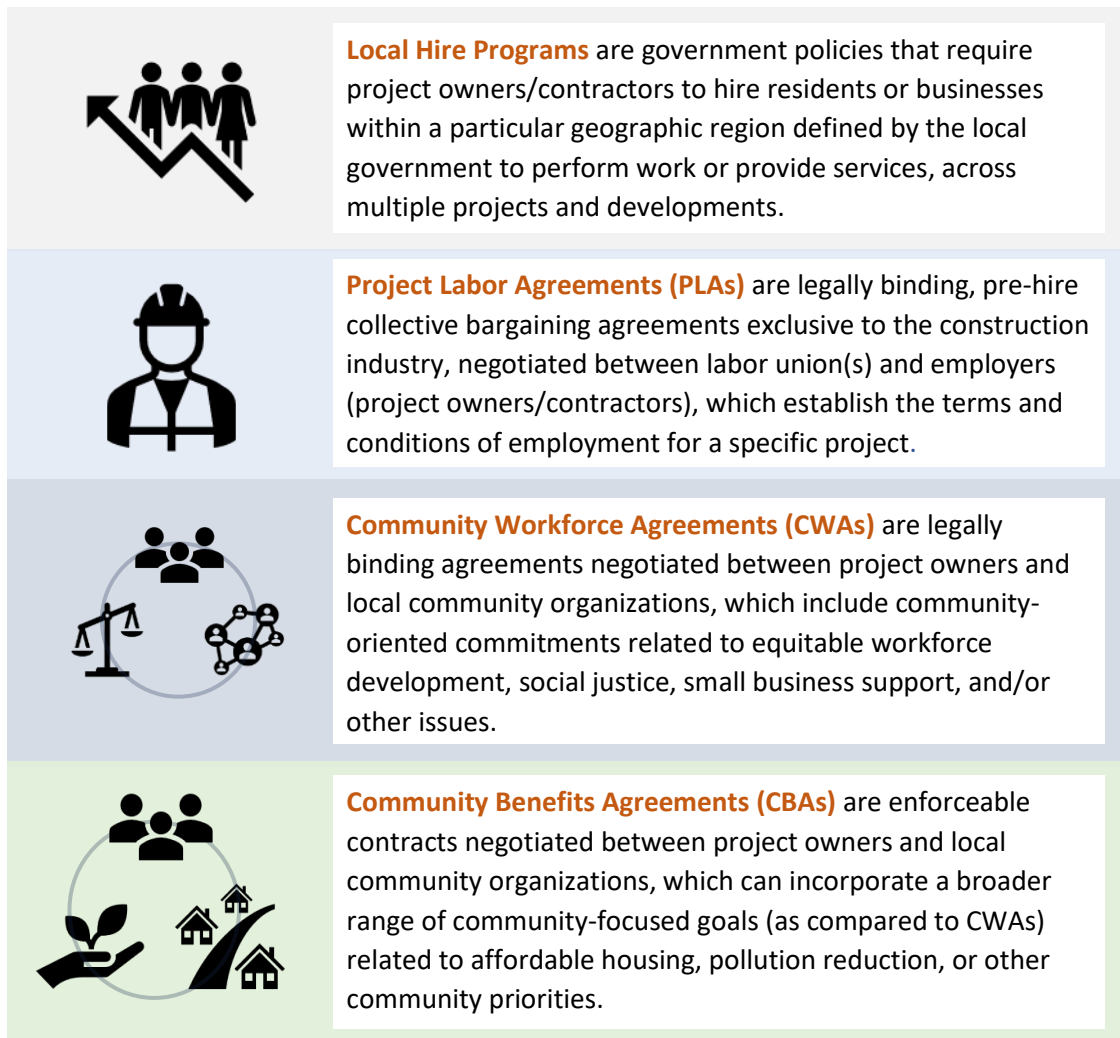 Local Hire Programs are government policies that require
project owners/contractors to hire residents or businesses
within a particular geographic region defined by the local
government to perform work or provide services, across
multiple projects and developments.
Project Labor Agreements (PLAs) are legally binding, pre-hire
collective bargaining agreements exclusive to the construction
industry, negotiated between labor union(s) and employers
(project owners/contractors), which establish the terms and
conditions of employment for a specific project.
Community Workforce Agreements (CWAs) are legally
binding agreements negotiated between project owners and
local community organizations, which include community-
oriented commitments related to equitable workforce
development, social justice, small business support, and/or
other issues.
Community Benefits Agreements (CBAs) are enforceable
contracts negotiated between project owners and local
community organizations, which can incorporate a broader
range of community-focused goals (as compared to CWAs)
related to affordable housing, pollution reduction, or other
community priorities.